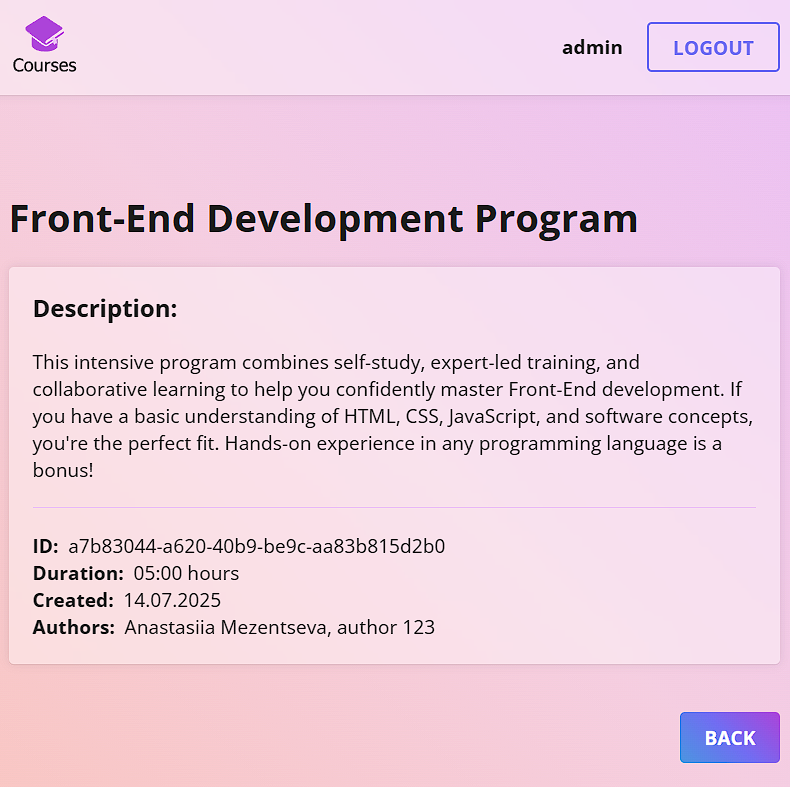 Courses
admin
LOGOUT
Front-End Development Program
Description:
This intensive program combines self-study, expert-led training, and
collaborative learning to help you confidently master Front-End development. If
you have a basic understanding of HTML, CSS, JavaScript, and software concepts,
you're the perfect fit. Hands-on experience in any programming language is a
bonus!
ID: a7b83044-a620-40b9-be9c-aa83b815d2b0
Duration: 05:00 hours
Created: 14.07.2025
Authors: Anastasiia Mezentseva, author 123
BACK